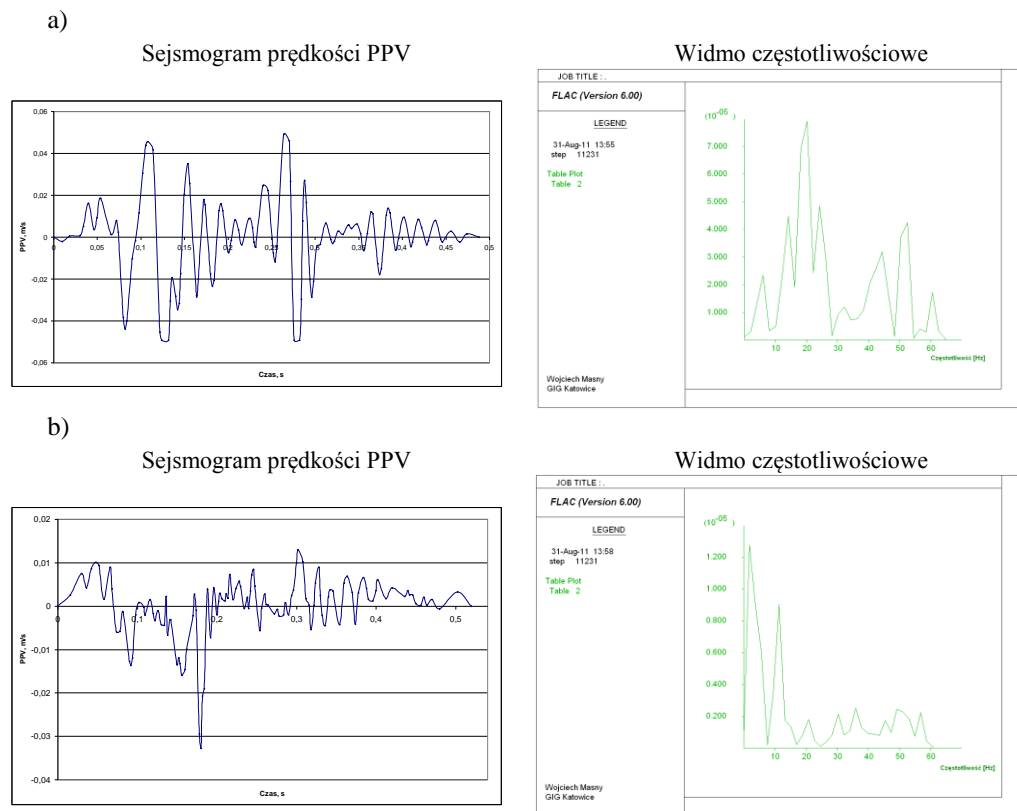 a)
Sejsmogram prędkości PPV
Widmo częstotliwościowe
0,06
0,04
0,02
0
-0,02
-0,04
-0,06
0 0,05 0,1 0,15 0,2 0,25 0,3 0,35 0,4 0,45 0,5
PPV, m/s
Czas, s
JOB TITLE : .
FLAC (Version 6.00)
LEGEND
31-Aug-11 13:55
step 11231
Table Plot
Table 2
Wojciech Masny
GIG Katowice
(10-05 )
7.000
6.000
5.000
4.000
3.000
2.000
1.000
10 20 30 40 50 60
Częstotliwość [Hz]
b)
Sejsmogram prędkości PPV
Widmo częstotliwościowe
0,02
0,01
0
-0,01
-0,02
-0,03
-0,04
0 0,1 0,2 0,3 0,4 0,5
PPV, m/s
Czas, s
JOB TITLE : .
FLAC (Version 6.00)
LEGEND
31-Aug-11 13:58
step 11231
Table Plot
Table 2
Wojciech Masny
GIG Katowice
(10-05 )
1.200
1.000
0.800
0.600
0.400
0.200
10 20 30 40 50 60
Częstotliwość [Hz]